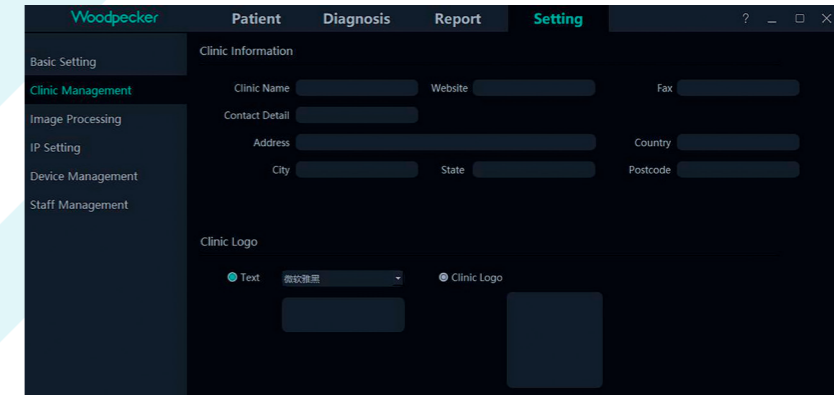 Woodpecker Patient Diagnosis Report Setting ?
Basic Setting
Clinic Management
Image Processing
IP Setting
Device Management
Staff Management
Clinic Information
Clinic Name Website Fax
Contact Detail
Address Country
City State Postcode
Clinic Logo
Text 微软雅黑 Clinic Logo